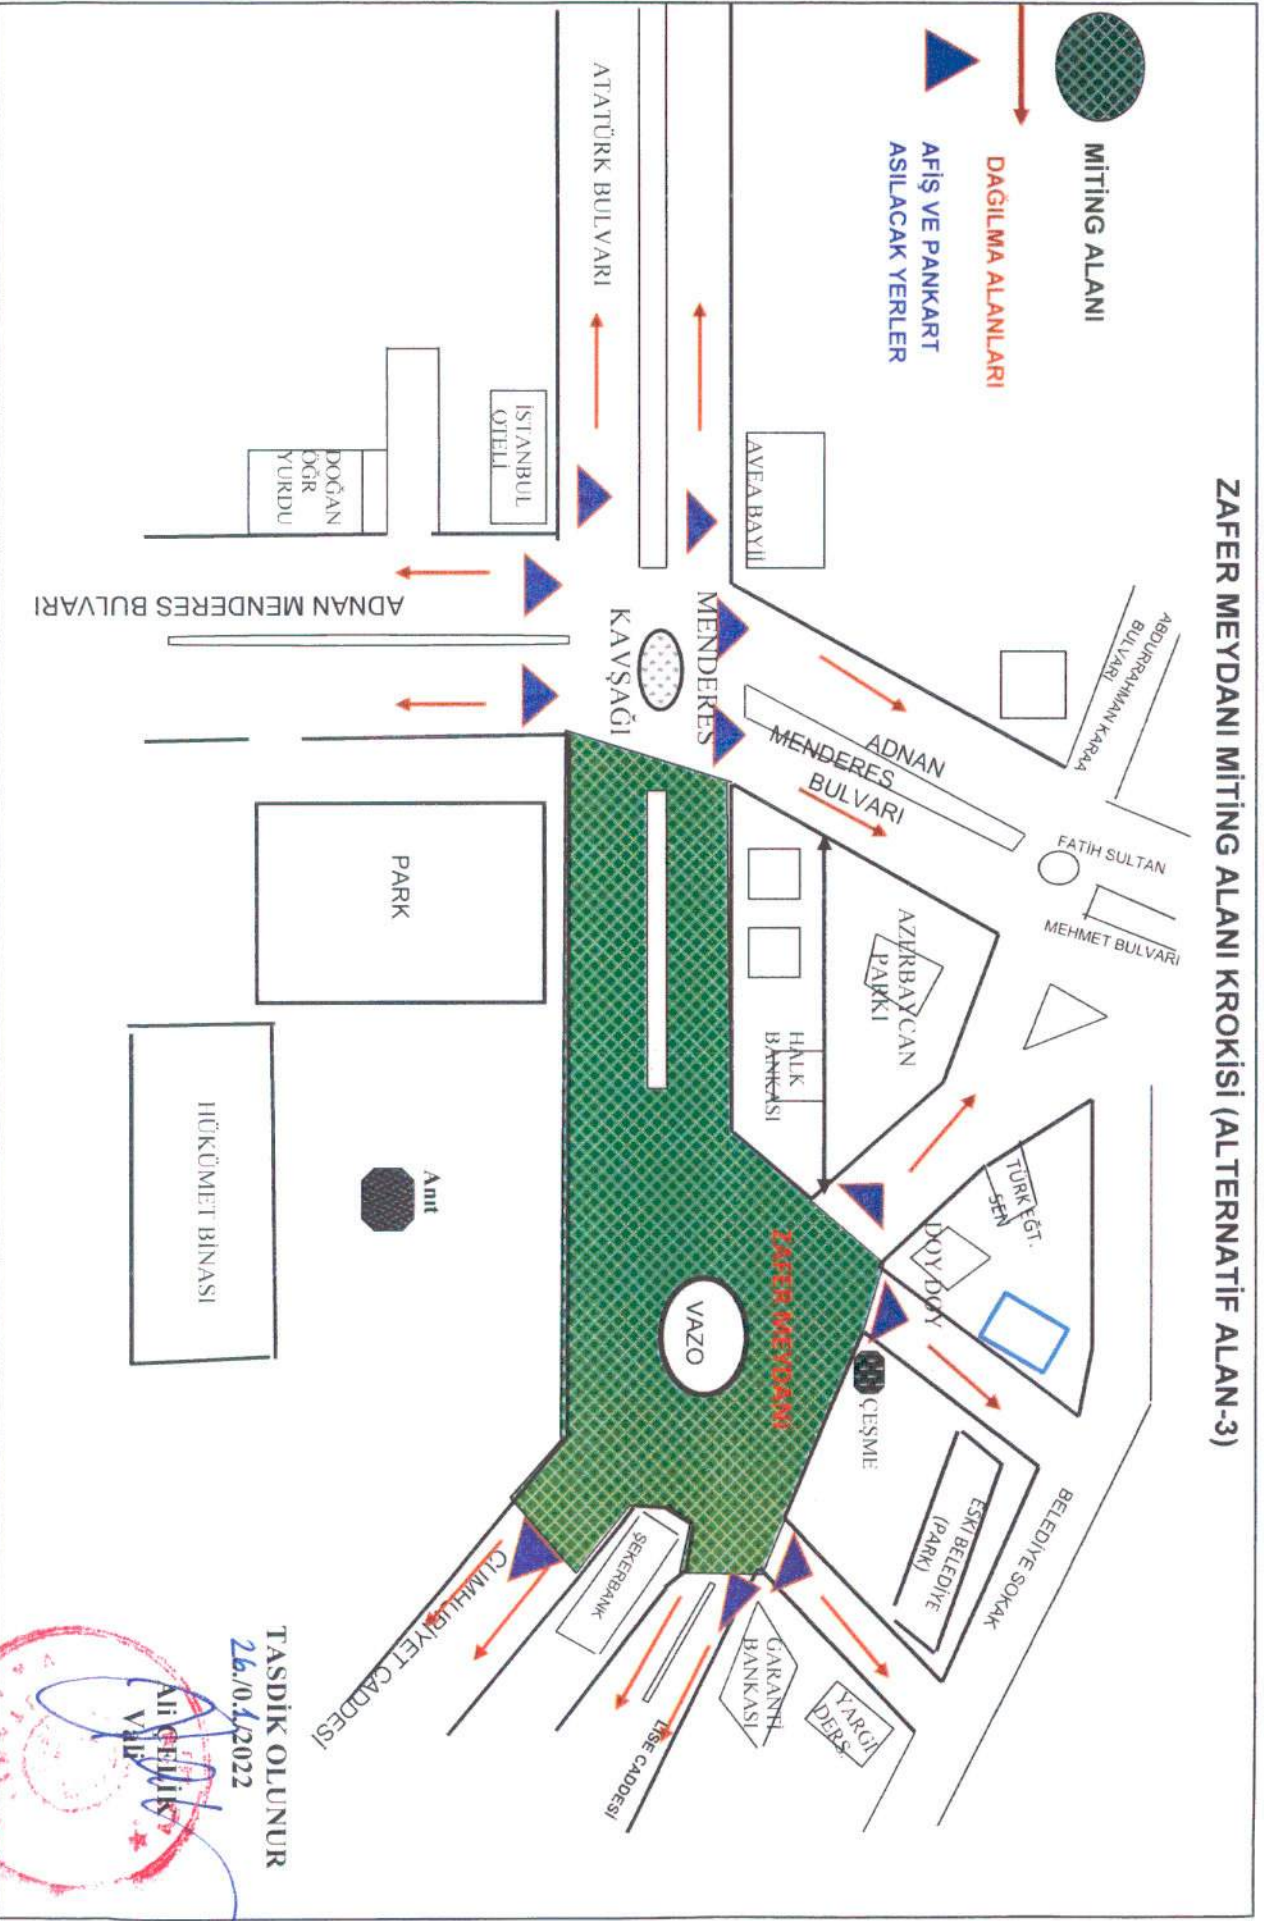 ZAFER MEYDANI MİTİNG ALANI KROKİSİ (ALTERNATİF ALAN-3)
MİTİNG ALANI
DAĞILMA ALANLARI
AFİŞ VE PANKART
ASILACAK YERLER
ABDURRAHMAN KARAA
BULVARI
FATİH SULTAN
MEHMET BULVARI
ATATÜRK BULVARI
AVEA BAYİİ
MENDERES
KAVŞAĞI
ADNAN
MENDERES
BULVARI
AZERBAYCAN
PARKI
HALK
BANKASI
TÜRK EĞT.
SEN
DOY DOY
ÇEŞME
BELEDİYE SOKAK
ESKİ BELEDİYE
(PARK)
ZAFER MEYDANI
VAZO
İSTANBUL
OTELİ
DOĞAN
ÖĞR
YURDU
ADNAN MENDERES BULVARI
PARK
Anıt
HÜKÜMET BİNASI
ŞEKERBANK
GARANTİ
BANKASI
YARGI
DERS.
LİSE CADDESİ
CUMHURİYET CADDESİ
TASDİK OLUNUR
26/01/2022
Ali ÇELİK
Vali